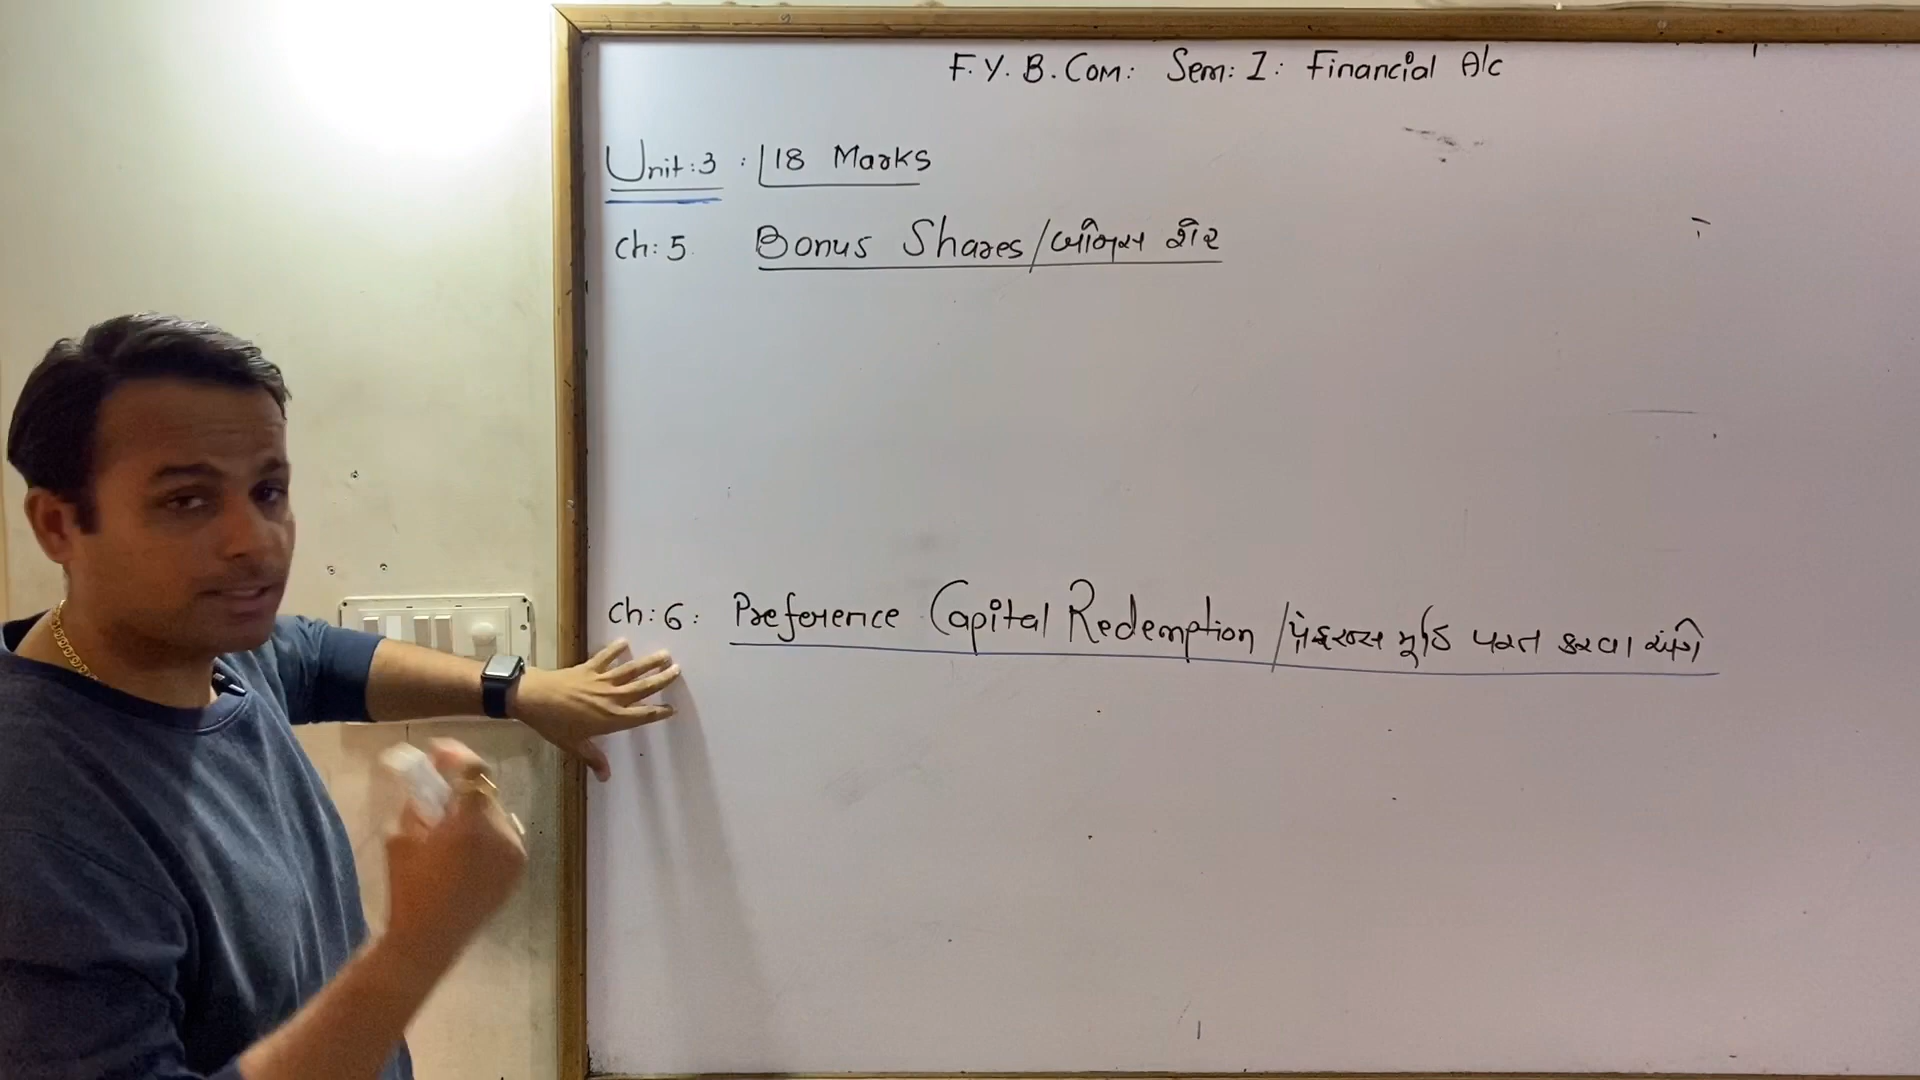 F.Y.B.Com: Sem: I: Financial A/c
Unit:3 : 18 Marks
Ch: 5. Bonus Shares/બોનસ શેર
Ch: 6: Preference Capital Redemption/પ્રેફરન્સ મૂડિ પરત કરવા અંગે